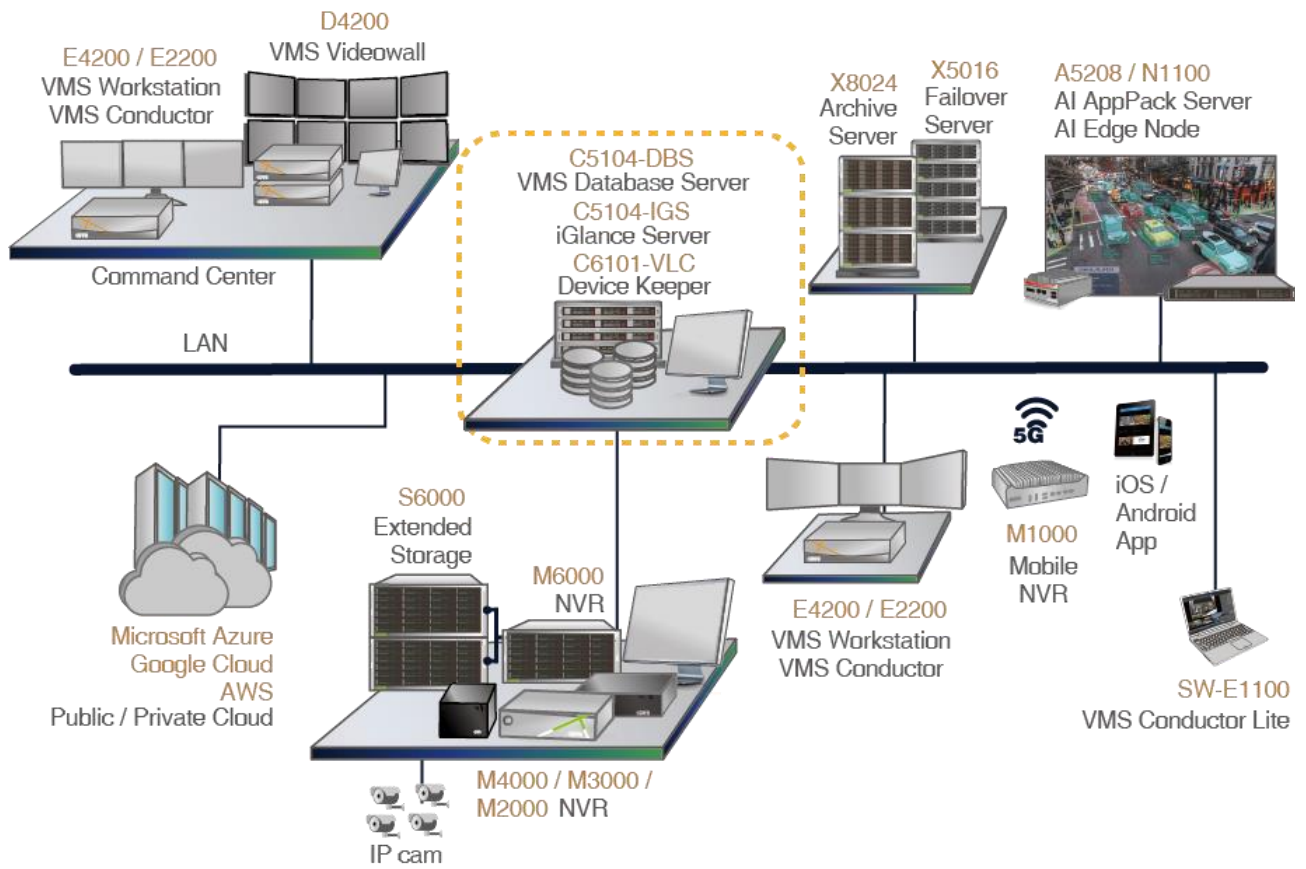 D4200
VMS Videowall
E4200 / E2200
VMS Workstation
VMS Conductor
Command Center
C5104-DBS
VMS Database Server
C5104-IGS
iGlance Server
C6101-VLC
Device Keeper
X8024
Archive
Server
X5016
Failover
Server
A5208 / N1100
AI AppPack Server
AI Edge Node
LAN
Microsoft Azure
Google Cloud
AWS
Public / Private Cloud
S6000
Extended
Storage
M6000
NVR
M4000 / M3000 /
M2000 NVR
IP cam
E4200 / E2200
VMS Workstation
VMS Conductor
5G
M1000
Mobile
NVR
iOS /
Android
App
SW-E1100
VMS Conductor Lite